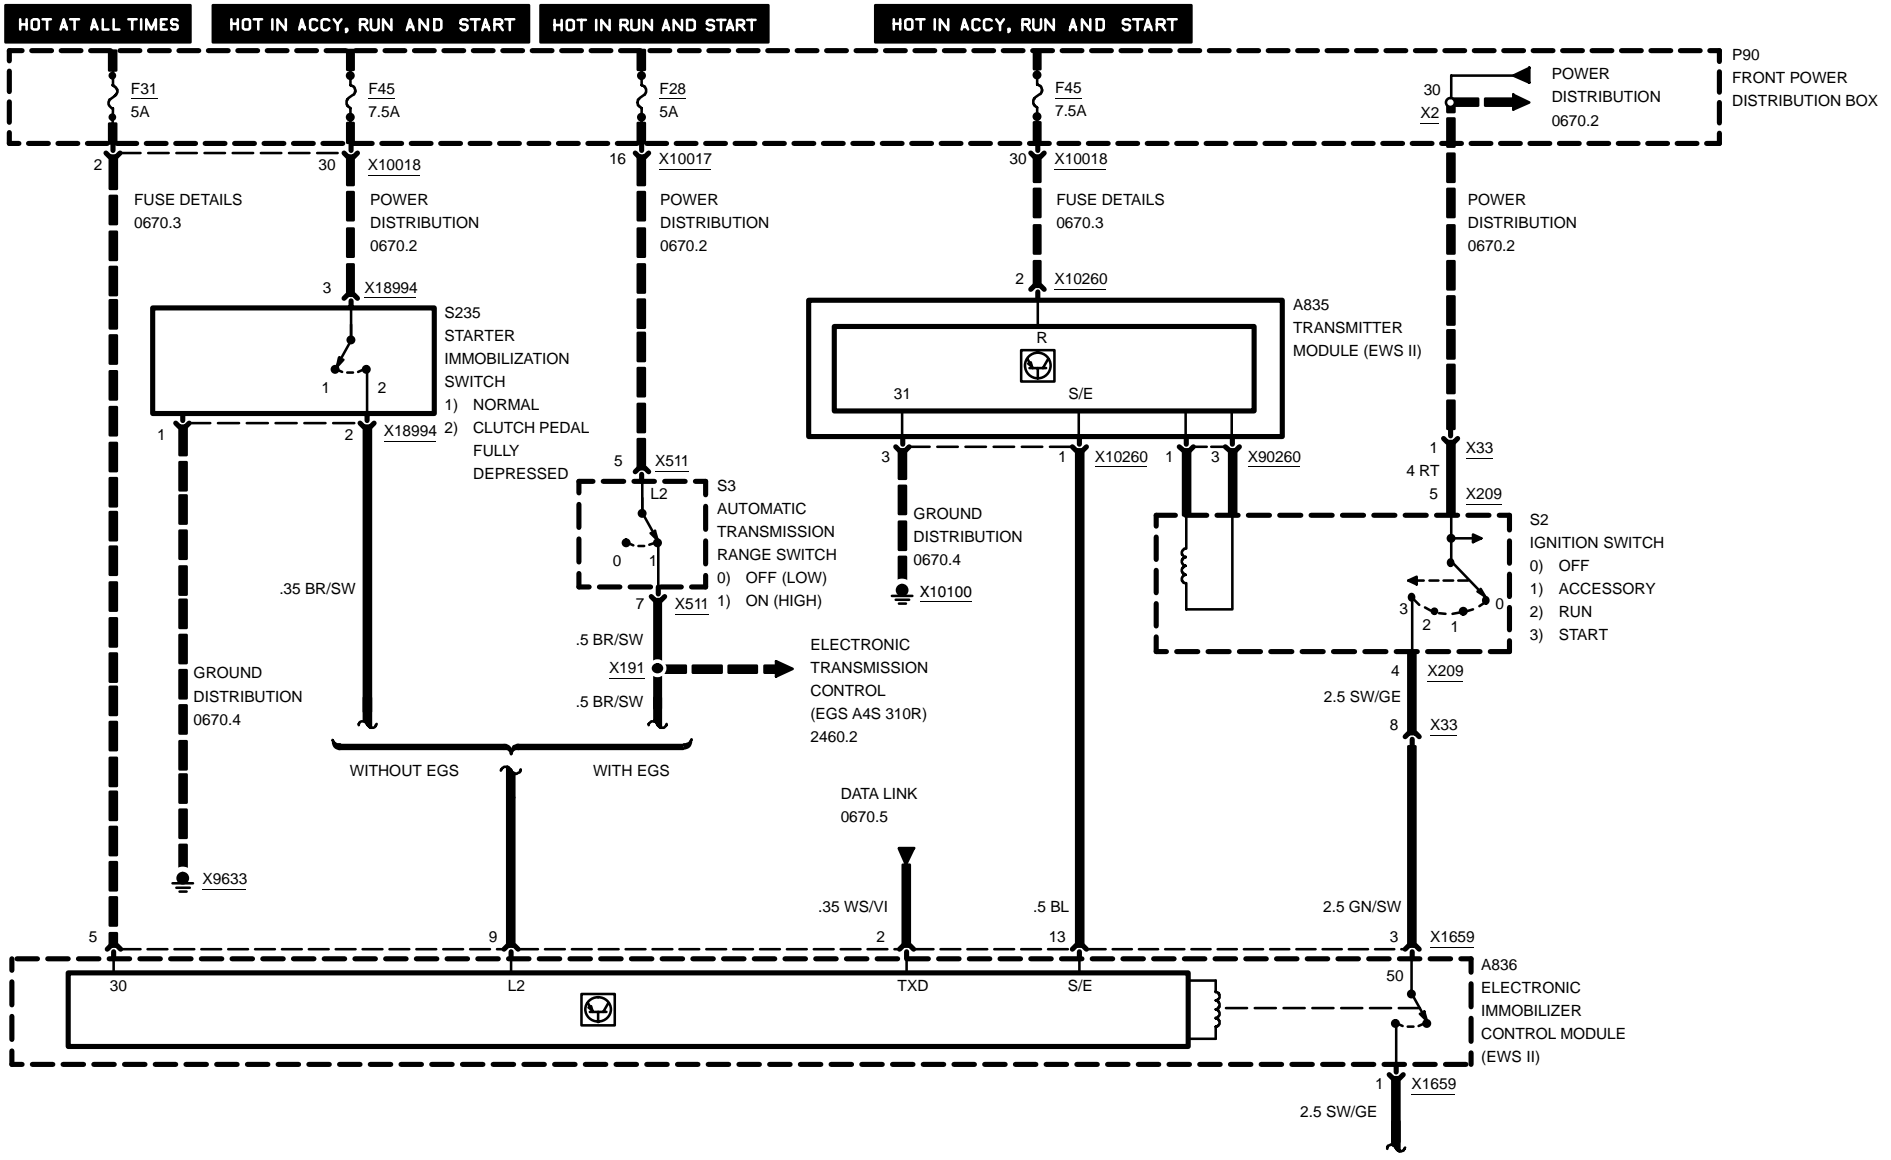 HOT AT ALL TIMES
HOT IN ACCY, RUN AND START
HOT IN RUN AND START
HOT IN ACCY, RUN AND START
P90
FRONT POWER
DISTRIBUTION BOX
F31
5A
F45
7.5A
F28
5A
F45
7.5A
30
X2
POWER
DISTRIBUTION
0670.2
2
30
X10018
16
X10017
30
X10018
FUSE DETAILS
0670.3
POWER
DISTRIBUTION
0670.2
POWER
DISTRIBUTION
0670.2
FUSE DETAILS
0670.3
POWER
DISTRIBUTION
0670.2
3
X18994
2
X10260
S235
STARTER
IMMOBILIZATION
SWITCH
1) NORMAL
2) CLUTCH PEDAL
FULLY
DEPRESSED
1
2
1
2
X18994
A835
TRANSMITTER
MODULE (EWS II)
R
31
S/E
3
1
X10260
1
3
X90260
1
X33
4 RT
5
X209
5
X511
L2
0
1
S3
AUTOMATIC
TRANSMISSION
RANGE SWITCH
0) OFF (LOW)
1) ON (HIGH)
7
X511
GROUND
DISTRIBUTION
0670.4
X10100
S2
IGNITION SWITCH
0) OFF
1) ACCESSORY
2) RUN
3) START
3
2
1
0
.35 BR/SW
.5 BR/SW
X191
.5 BR/SW
ELECTRONIC
TRANSMISSION
CONTROL
(EGS A4S 310R)
2460.2
4
X209
2.5 SW/GE
8
X33
GROUND
DISTRIBUTION
0670.4
WITHOUT EGS
WITH EGS
DATA LINK
0670.5
X9633
.35 WS/VI
.5 BL
2.5 GN/SW
5
9
2
13
3
X1659
30
L2
TXD
S/E
50
A836
ELECTRONIC
IMMOBILIZER
CONTROL MODULE
(EWS II)
1
X1659
2.5 SW/GE